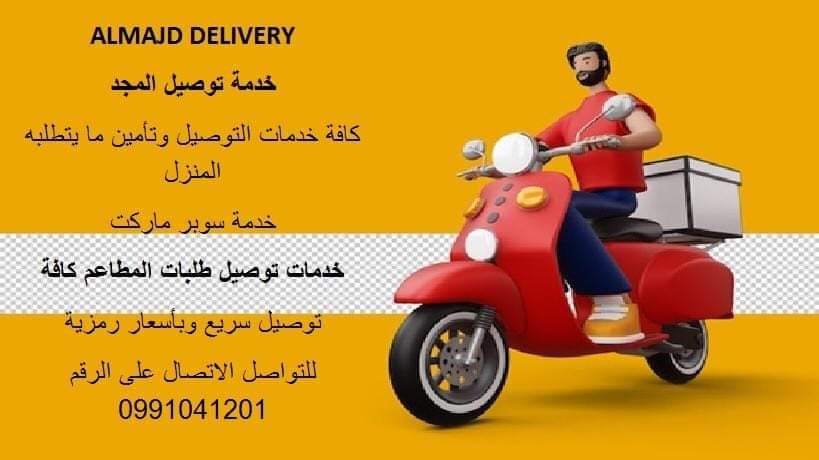 ALMAJD DELIVERY
خدمة توصيل المجد
كافة خدمات التوصيل وتأمين ما يتطلبه
المنزل
خدمة سوبر ماركت
خدمات توصيل طلبات المطاعم كافة
توصيل سريع وبأسعار رمزية
للتواصل الاتصال على الرقم
0991041201